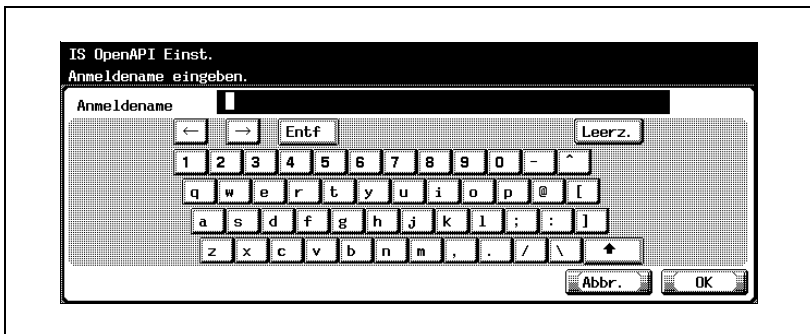 IS OpenAPI Einst.
Anmeldename eingeben.
Anmeldename
← → Entf Leerz.
1 2 3 4 5 6 7 8 9 0 - ^
q w e r t y u i o p @ [
a s d f g h j k l ; : ]
z x c v b n m , . / \ ↑
Abbr. OK